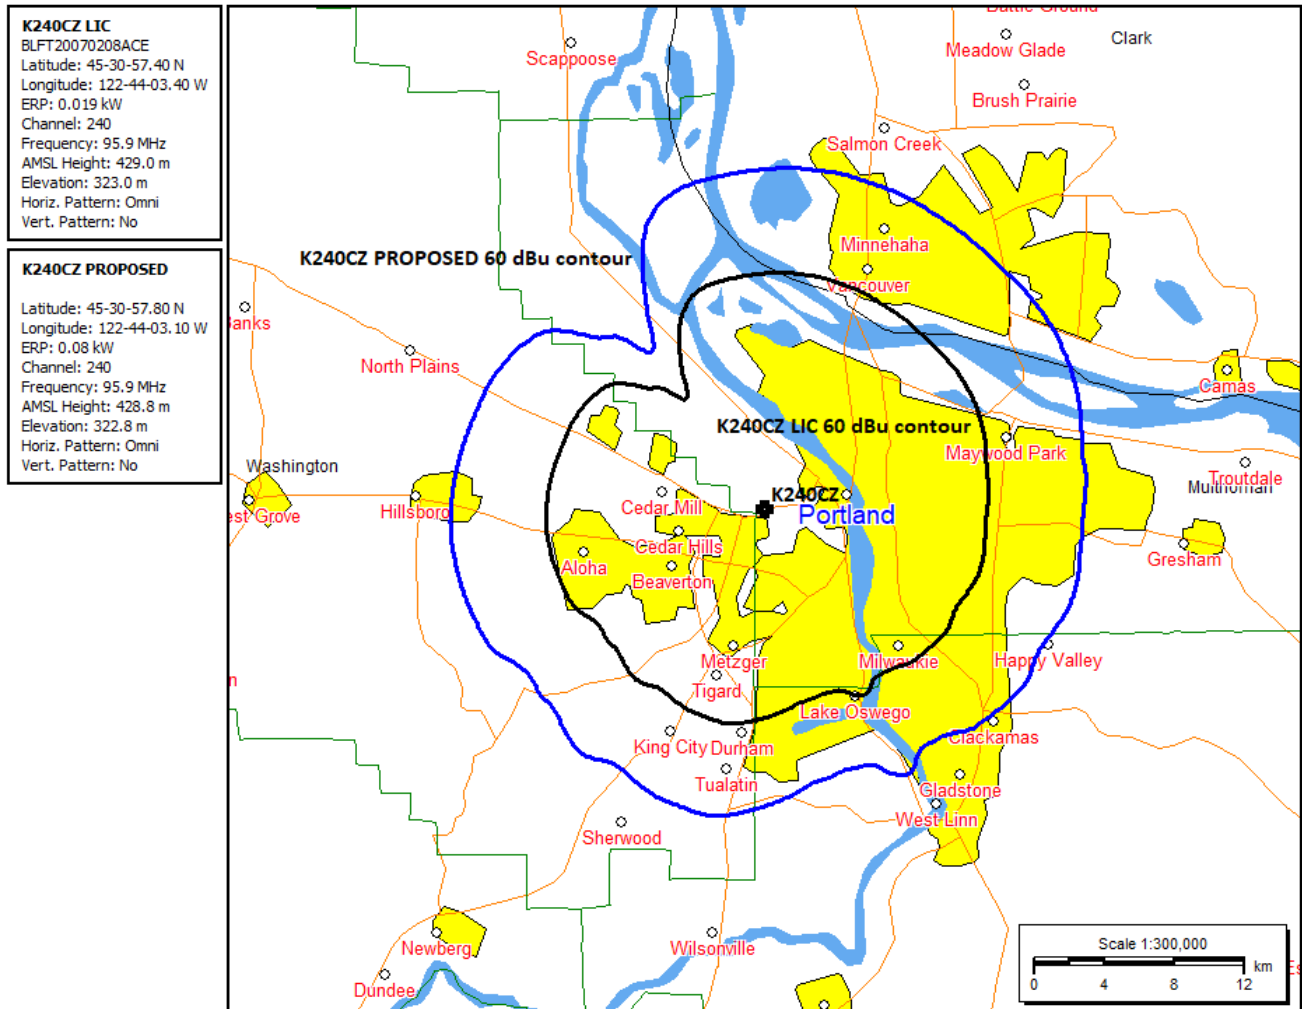 K240CZ LIC
BLFT20070208ACE
Latitude: 45-30-57.40 N
Longitude: 122-44-03.40 W
ERP: 0.019 kW
Channel: 240
Frequency: 95.9 MHz
AMSL Height: 429.0 m
Elevation: 323.0 m
Horiz. Pattern: Omni
Vert. Pattern: No
K240CZ PROPOSED
Latitude: 45-30-57.80 N
Longitude: 122-44-03.10 W
ERP: 0.08 kW
Channel: 240
Frequency: 95.9 MHz
AMSL Height: 428.8 m
Elevation: 322.8 m
Horiz. Pattern: Omni
Vert. Pattern: No
Battle Ground
Clark
Meadow Glade
Scappoose
Brush Prairie
Salmon Creek
Minnehaha
K240CZ PROPOSED 60 dBu contour
Vancouver
anks
North Plains
Camas
K240CZ LIC 60 dBu contour
Maywood Park
Washington
Troutdale
Multnomah
K240CZ
Cedar Mill
Hillsboro
est Grove
Portland
Cedar Hills
Gresham
Aloha
Beaverton
Metzger
Milwaukie
Happy Valley
n
Tigard
Lake Oswego
Clackamas
King City
Durham
Tualatin
Gladstone
West Linn
Sherwood
Newberg
Wilsonville
Dundee
Scale 1:300,000
km
0 4 8 12
Es